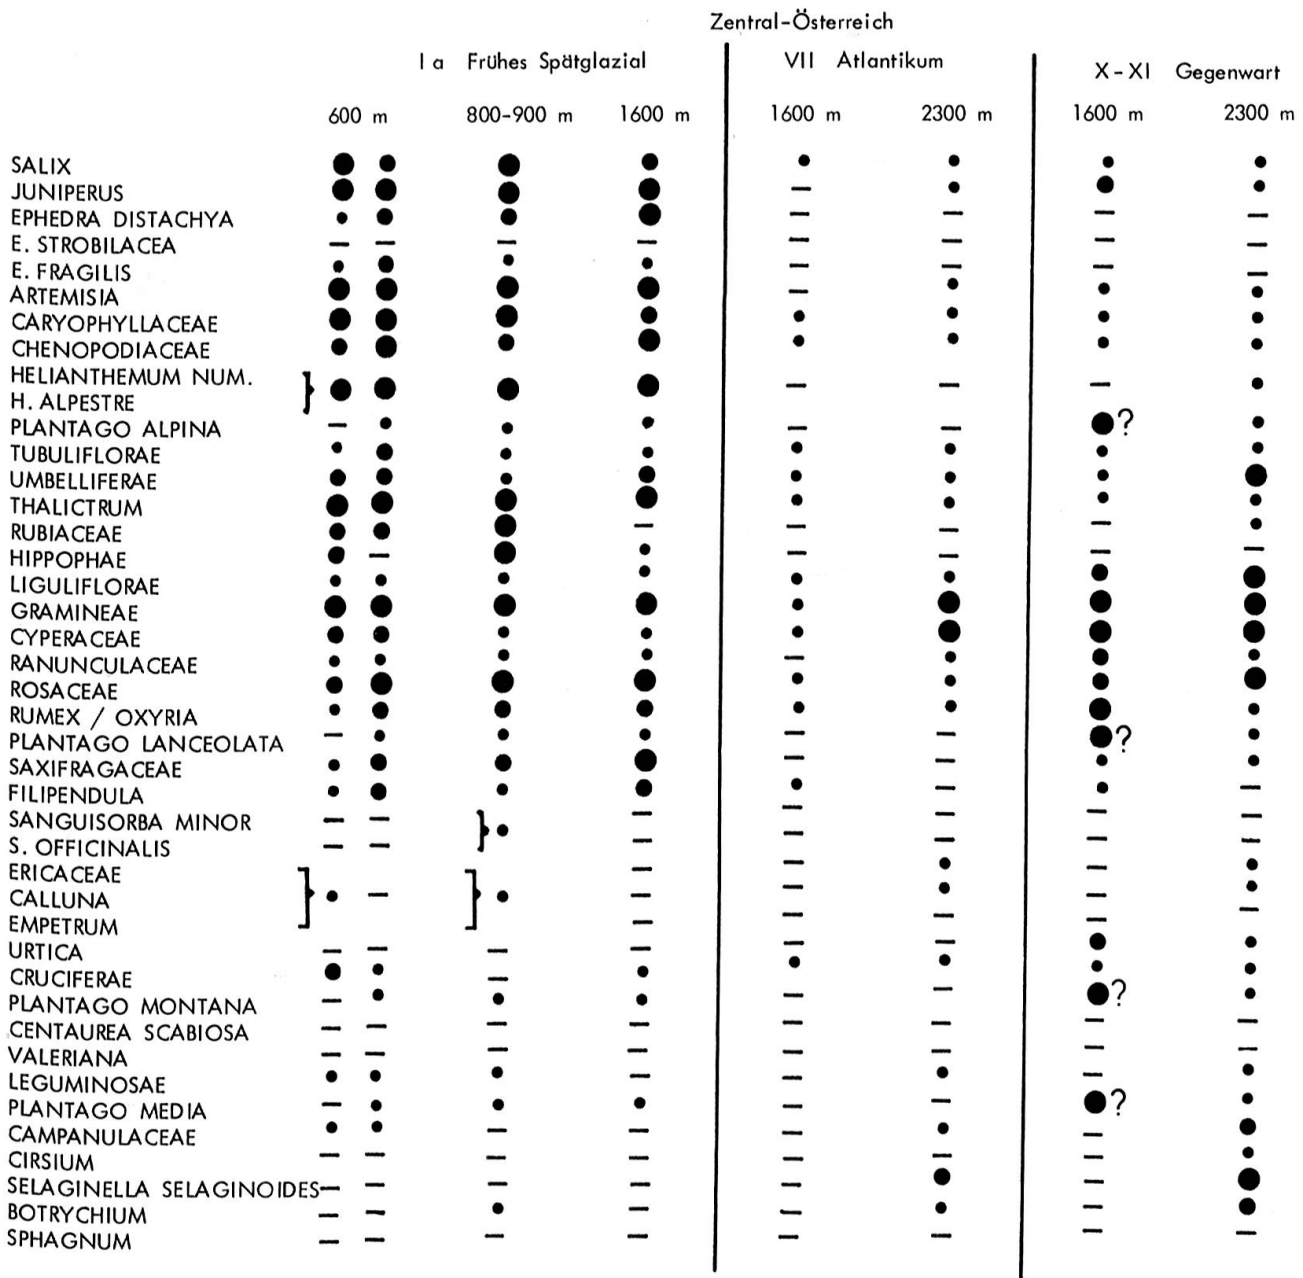 Zentral-Österreich
I a Frühes Spätglazial
VII Atlantikum
X-XI Gegenwart
600 m
800-900 m
1600 m
1600 m
2300 m
1600 m
2300 m
SALIX
JUNIPERUS
EPHEDRA DISTACHYA
E. STROBILACEA
E. FRAGILIS
ARTEMISIA
CARYOPHYLLACEAE
CHENOPODIACEAE
HELIANTHEMUM NUM.
H. ALPESTRE
PLANTAGO ALPINA ?
TUBULIFLORAE
UMBELLIFERAE
THALICTRUM
RUBIACEAE
HIPPOPHAE
LIGULIFLORAE
GRAMINEAE
CYPERACEAE
RANUNCULACEAE
ROSACEAE
RUMEX / OXYRIA
PLANTAGO LANCEOLATA ?
SAXIFRAGACEAE
FILIPENDULA
SANGUISORBA MINOR
S. OFFICINALIS
ERICACEAE
CALLUNA
EMPETRUM
URTICA
CRUCIFERAE
PLANTAGO MONTANA ?
CENTAUREA SCABIOSA
VALERIANA
LEGUMINOSAE
PLANTAGO MEDIA ?
CAMPANULACEAE
CIRSIUM
SELAGINELLA SELAGINOIDES
BOTRYCHIUM
SPHAGNUM